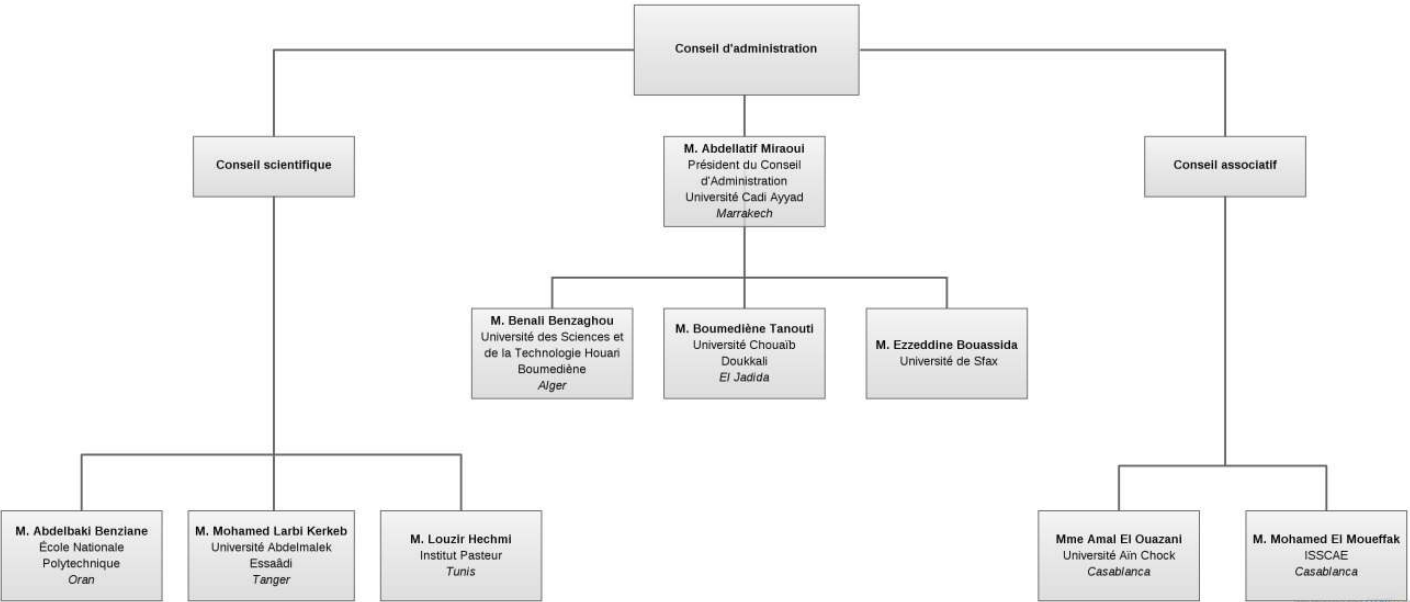 Conseil d'administration
Conseil scientifique
M. Abdellatif Miraoui
Président du Conseil
d'Administration
Université Cadi Ayyad
Marrakech
Conseil associatif
M. Benali Benzaghou
Université des Sciences et
de la Technologie Houari
Boumediène
Alger
M. Boumediène Tanouti
Université Chouaïb
Doukkali
El Jadida
M. Ezzeddine Bouassida
Université de Sfax
M. Abdelbaki Benziane
École Nationale
Polytechnique
Oran
M. Mohamed Larbi Kerkeb
Université Abdelmalek
Essaâdi
Tanger
M. Louzir Hechmi
Institut Pasteur
Tunis
Mme Amal El Ouazani
Université Aïn Chock
Casablanca
M. Mohamed El Moueffak
ISSCAE
Casablanca